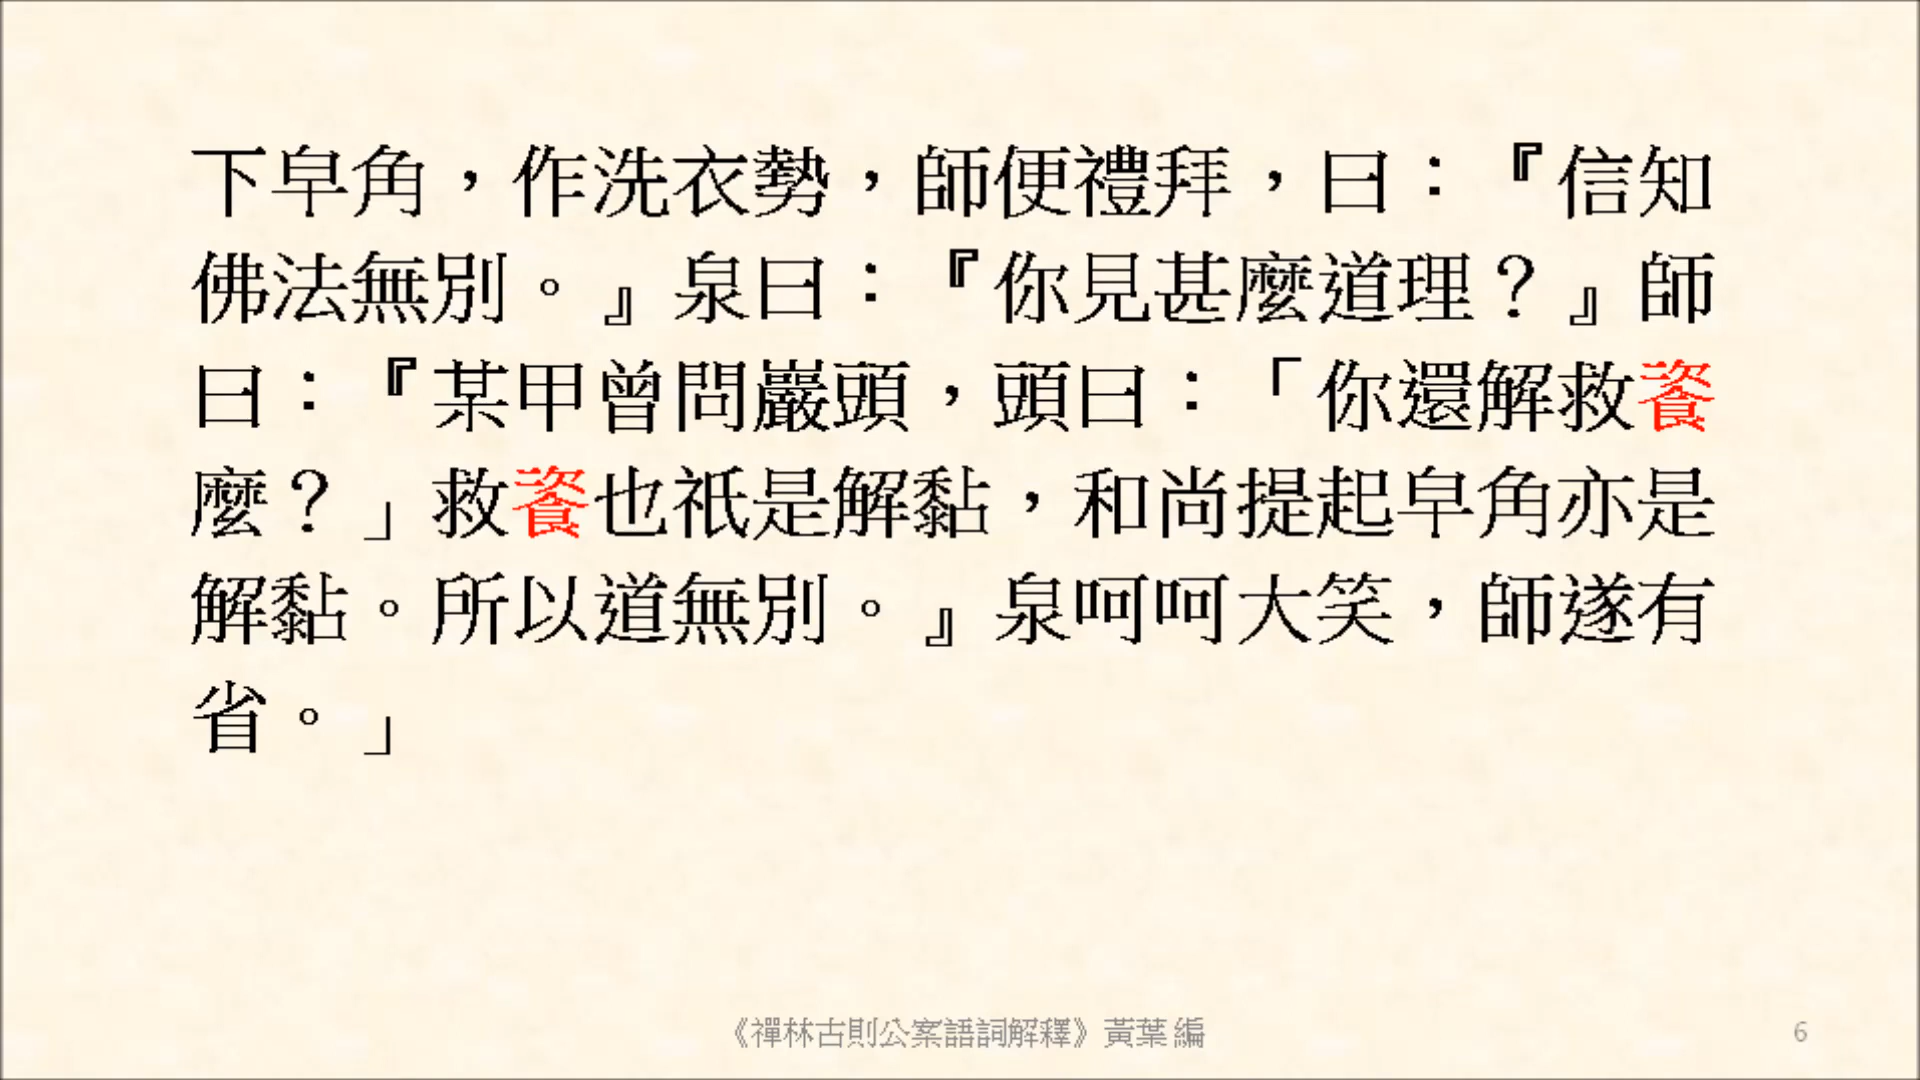 下皁角，作洗衣勢，師便禮拜，曰：『信知
佛法無別。』泉曰：『你見甚麼道理？』師
曰：『某甲曾問巖頭，頭曰：「你還解救餈
麼？」救餈也祇是解黏，和尚提起皁角亦是
解黏。所以道無別。』泉呵呵大笑，師遂有
省。」
《禪林古則公案語詞解釋》黃葉 編
6